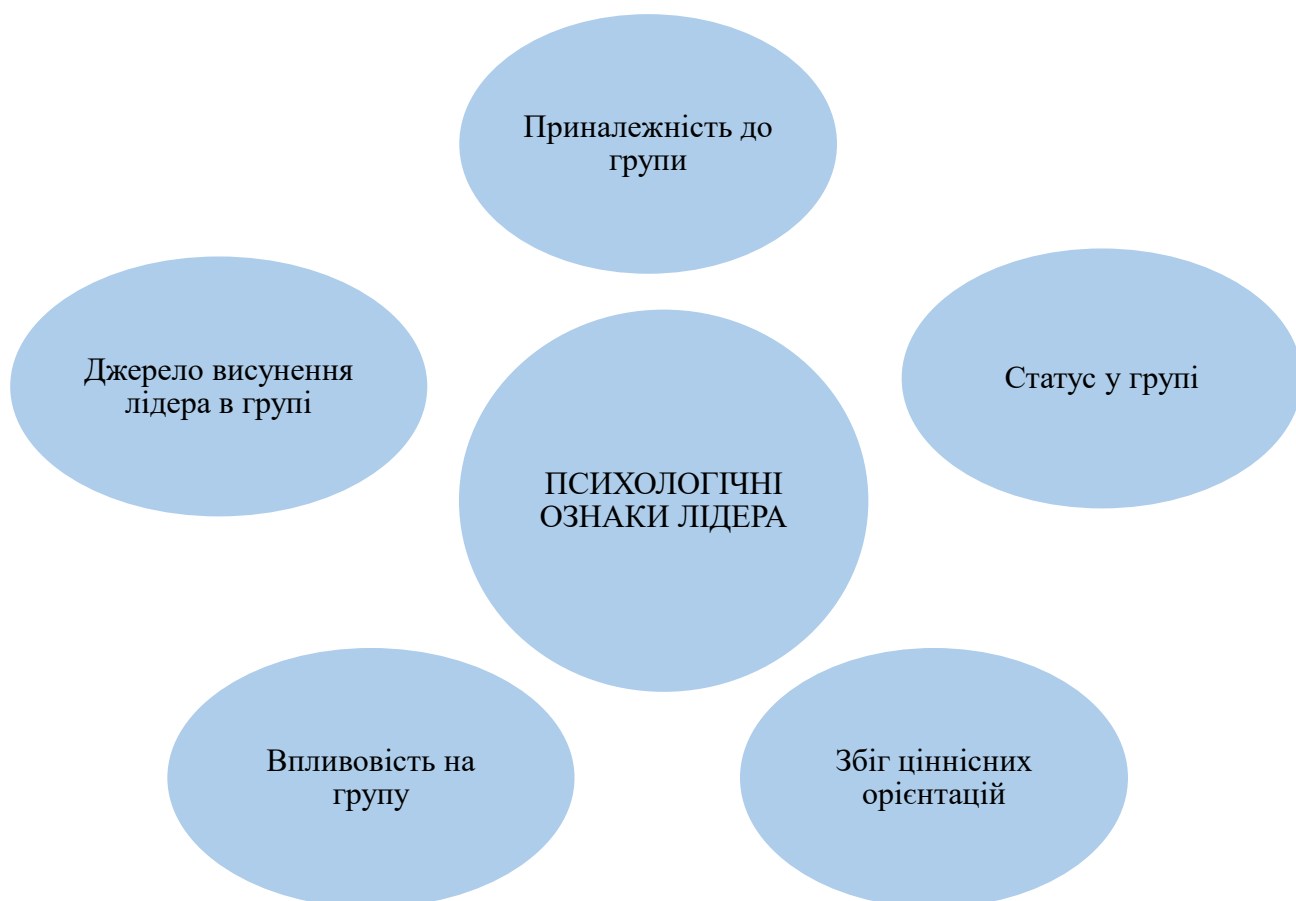 Приналежність до
групи
Джерело висунення
лідера в групі
Статус у групі
ПСИХОЛОГІЧНІ
ОЗНАКИ ЛІДЕРА
Впливовість на
групу
Збіг ціннісних
орієнтацій